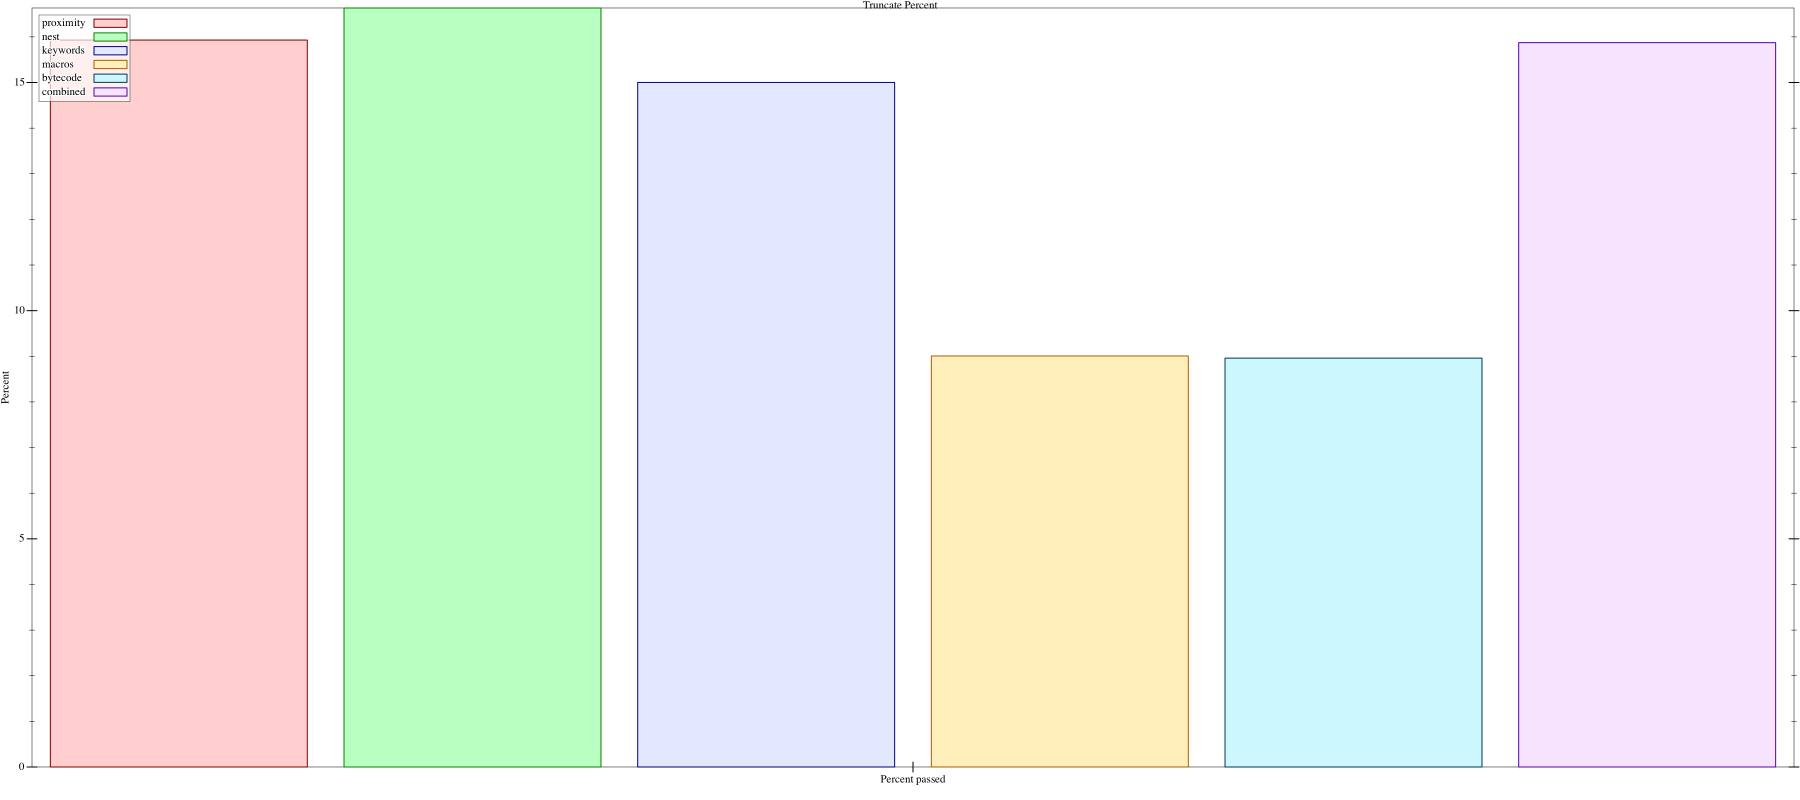 Truncate Percent
proximity
nest
keywords
macros
bytecode
combined
15
10
5
0
Percent
Percent passed